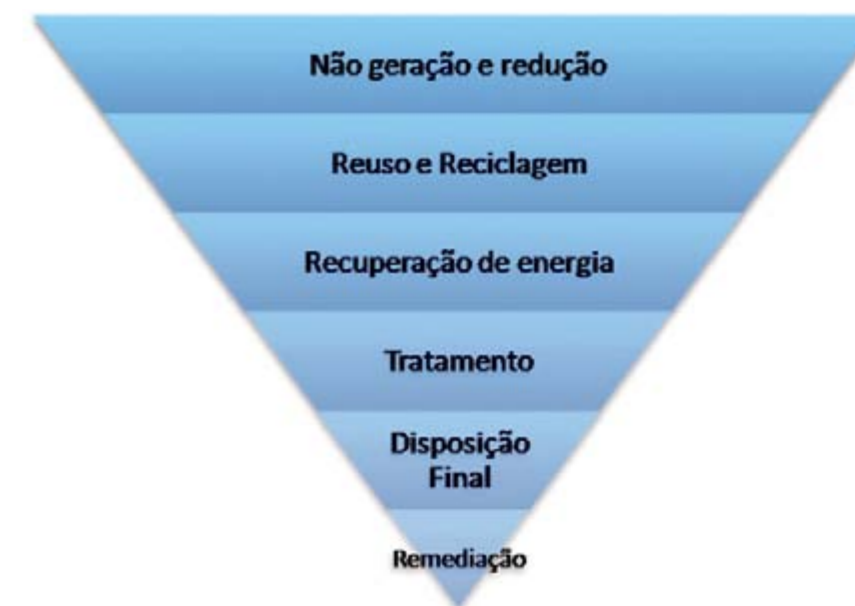 Não geração e redução
Reuso e Reciclagem
Recuperação de energia
Tratamento
Disposição
Final
Remediação